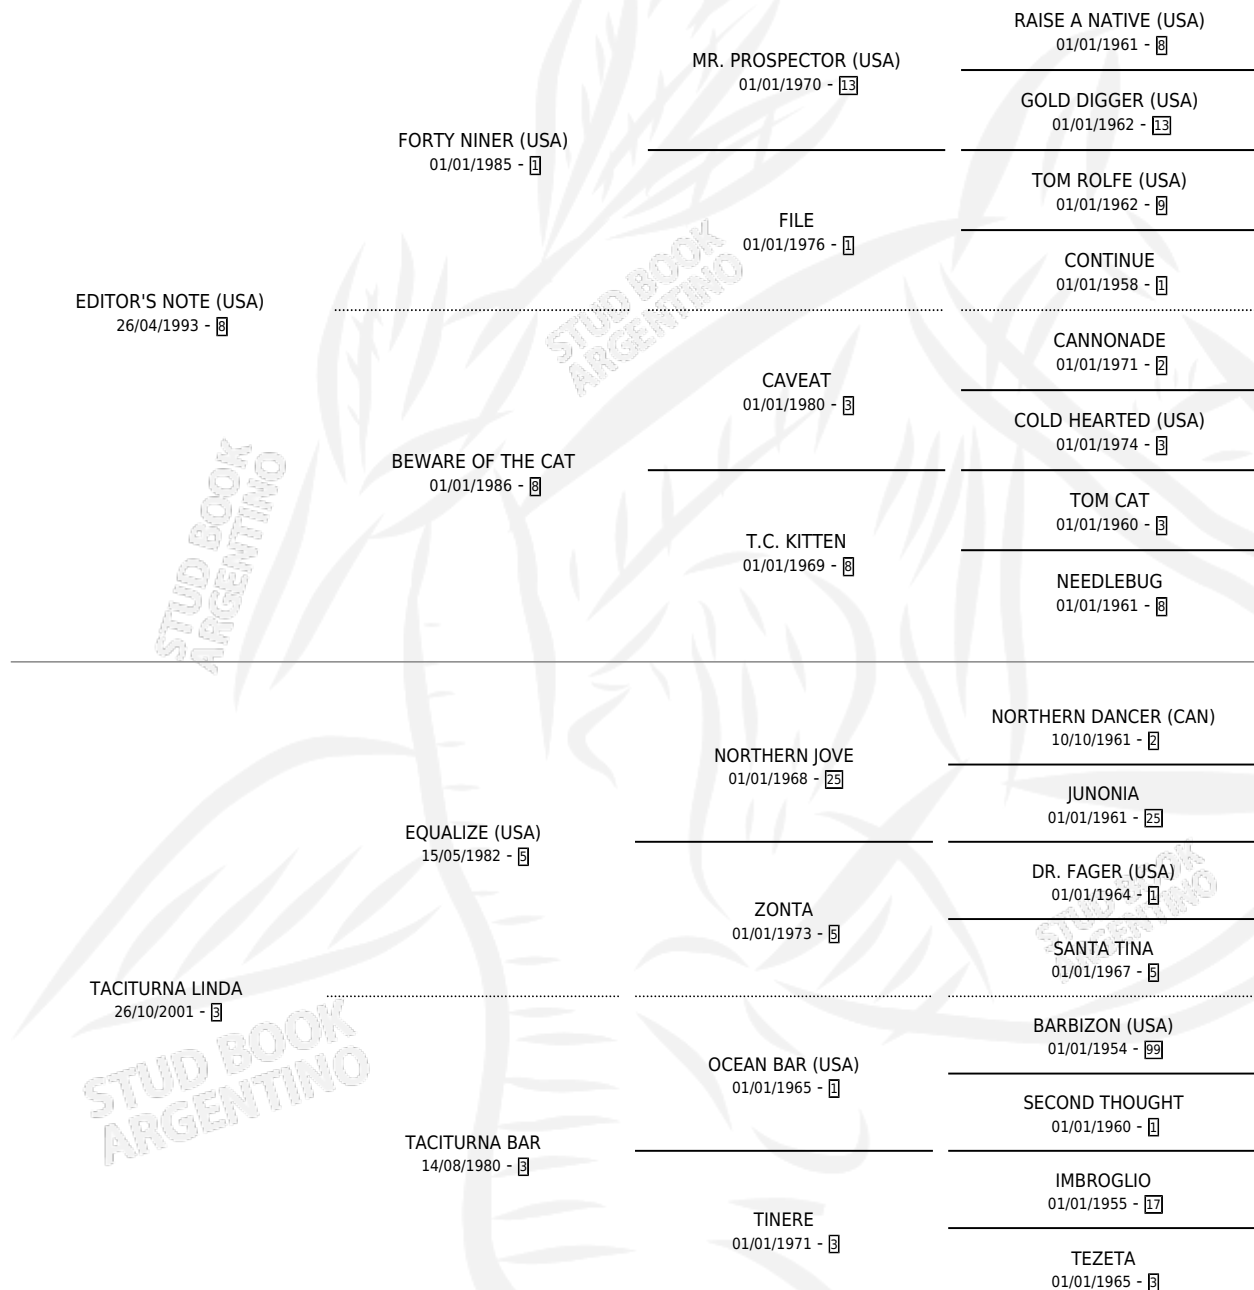 RAISE A NATIVE (USA)
01/01/1961 - 8
MR. PROSPECTOR (USA)
01/01/1970 - 13
GOLD DIGGER (USA)
01/01/1962 - 13
FORTY NINER (USA)
01/01/1985 - 1
TOM ROLFE (USA)
01/01/1962 - 9
FILE
01/01/1976 - 1
CONTINUE
01/01/1958 - 1
EDITOR'S NOTE (USA)
26/04/1993 - 8
CANNONADE
01/01/1971 - 2
CAVEAT
01/01/1980 - 3
COLD HEARTED (USA)
01/01/1974 - 3
BEWARE OF THE CAT
01/01/1986 - 8
TOM CAT
01/01/1960 - 3
T.C. KITTEN
01/01/1969 - 8
NEEDLEBUG
01/01/1961 - 8
STUD BOOK
ARGENTINO
STUD BOOK
ARGENTINO
NORTHERN DANCER (CAN)
10/10/1961 - 2
NORTHERN JOVE
01/01/1968 - 25
JUNONIA
01/01/1961 - 25
EQUALIZE (USA)
15/05/1982 - 5
DR. FAGER (USA)
01/01/1964 - 1
ZONTA
01/01/1973 - 5
SANTA TINA
01/01/1967 - 5
TACITURNA LINDA
26/10/2001 - 3
BARBIZON (USA)
01/01/1954 - 99
OCEAN BAR (USA)
01/01/1965 - 1
SECOND THOUGHT
01/01/1960 - 1
TACITURNA BAR
14/08/1980 - 3
IMBROGLIO
01/01/1955 - 17
TINERE
01/01/1971 - 3
TEZETA
01/01/1965 - 3
STUD BOOK
ARGENTINO
STUD BOOK
ARGENTINO